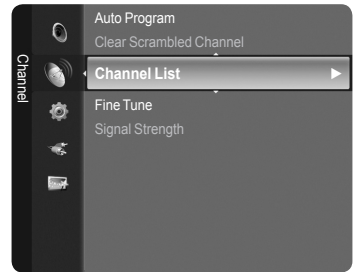 Channel
Auto Program
Clear Scrambled Channel
Channel List
Fine Tune
Signal Strength